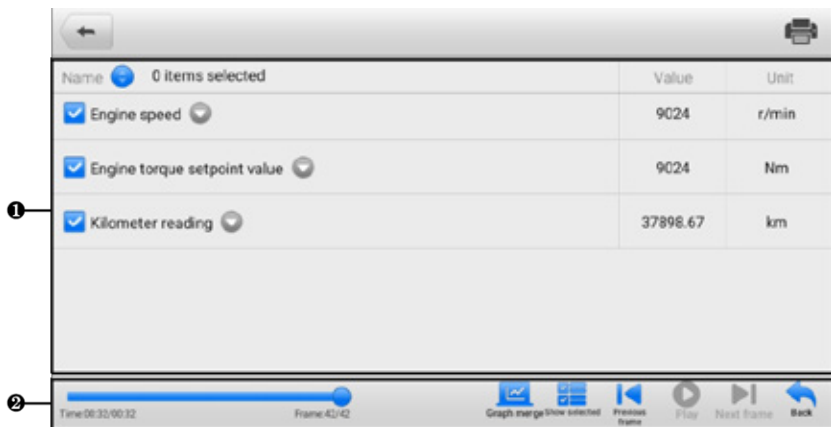 Name 0 items selected Value Unit
Engine speed 9024 r/min
Engine torque setpoint value 9024 Nm
❶
Kilometer reading 37898.67 km
❷
Time:00:32/00:32 Frame:42/42 Graph merge Show selected Previous frame Play Next frame Back